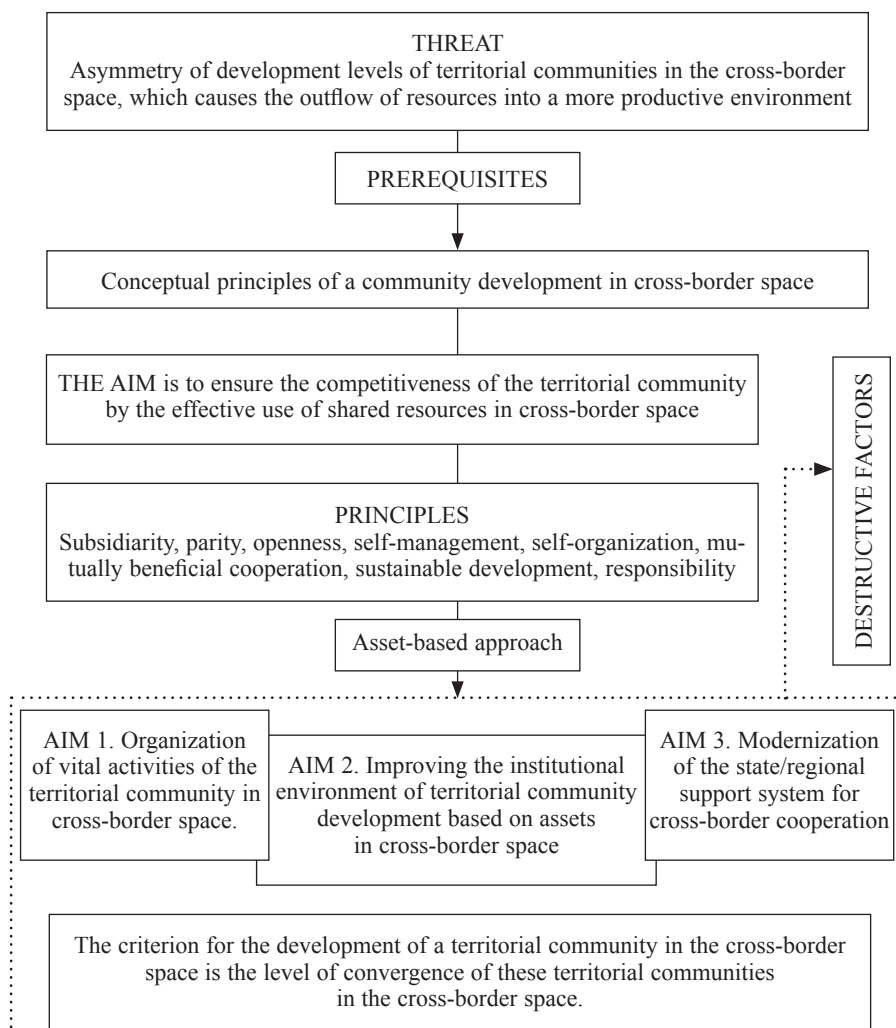 THREAT
Asymmetry of development levels of territorial communities in the cross-border
space, which causes the outflow of resources into a more productive environment
PREREQUISITES
Conceptual principles of a community development in cross-border space
THE AIM is to ensure the competitiveness of the territorial community
by the effective use of shared resources in cross-border space
DESTRUCTIVE FACTORS
PRINCIPLES
Subsidiarity, parity, openness, self-management, self-organization, mu-
tually beneficial cooperation, sustainable development, responsibility
Asset-based approach
AIM 1. Organization
of vital activities of the
territorial community in
cross-border space.
AIM 2. Improving the institutional
environment of territorial community
development based on assets
in cross-border space
AIM 3. Modernization
of the state/regional
support system for
cross-border cooperation
The criterion for the development of a territorial community in the cross-border
space is the level of convergence of these territorial communities
in the cross-border space.